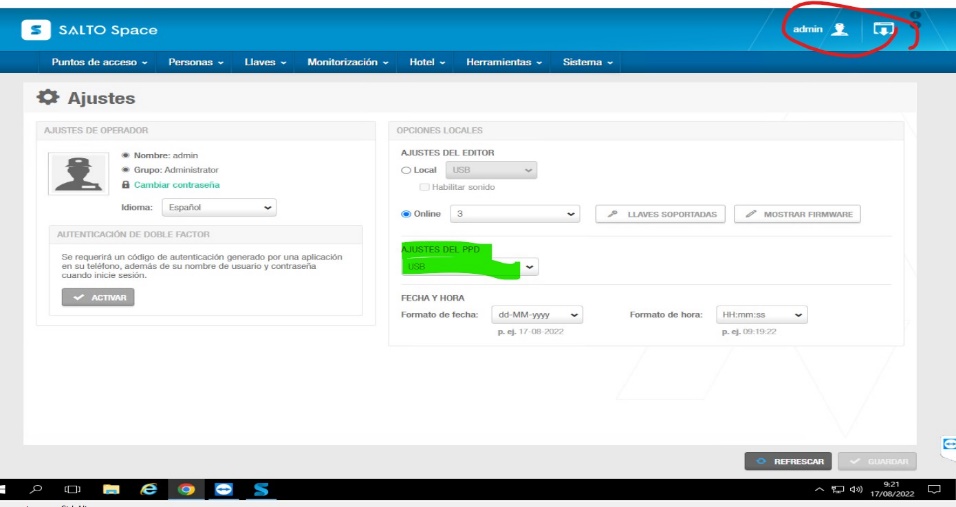 SALTO Space
admin
Puntos de acceso Personas Llaves Monitorización Hotel Herramientas Sistema
Ajustes
AJUSTES DE OPERADOR
Nombre: admin
Grupo: Administrator
Cambiar contraseña
Idioma: Español
AUTENTICACIÓN DE DOBLE FACTOR
Se requerirá un código de autenticación generado por una aplicación
en su teléfono, además de su nombre de usuario y contraseña
cuando inicie sesión.
ACTIVAR
OPCIONES LOCALES
AJUSTES DEL EDITOR
Local USB
Habilitar sonido
Online 3 LLAVES SOPORTADAS MOSTRAR FIRMWARE
AJUSTES DEL PPD
USB
FECHA Y HORA
Formato de fecha: dd-MM-yyyy Formato de hora: HH:mm:ss
p. ej. 17-08-2022 p. ej. 09:19:22
REFRESCAR GUARDAR
9:21
17/08/2022